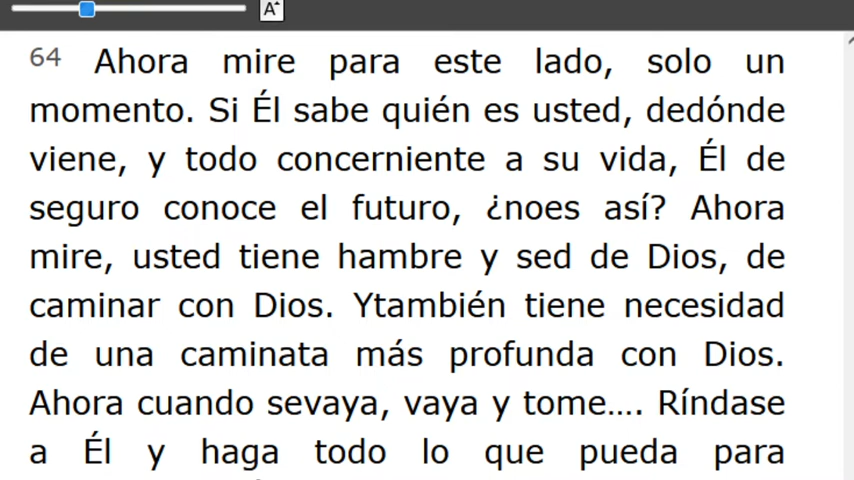 A
64 Ahora mire para este lado, solo un
momento. Si Él sabe quién es usted, dedónde
viene, y todo concerniente a su vida, Él de
seguro conoce el futuro, ¿noes así? Ahora
mire, usted tiene hambre y sed de Dios, de
caminar con Dios. Ytambién tiene necesidad
de una caminata más profunda con Dios.
Ahora cuando sevaya, vaya y tome…. Ríndase
a Él y haga todo lo que pueda para